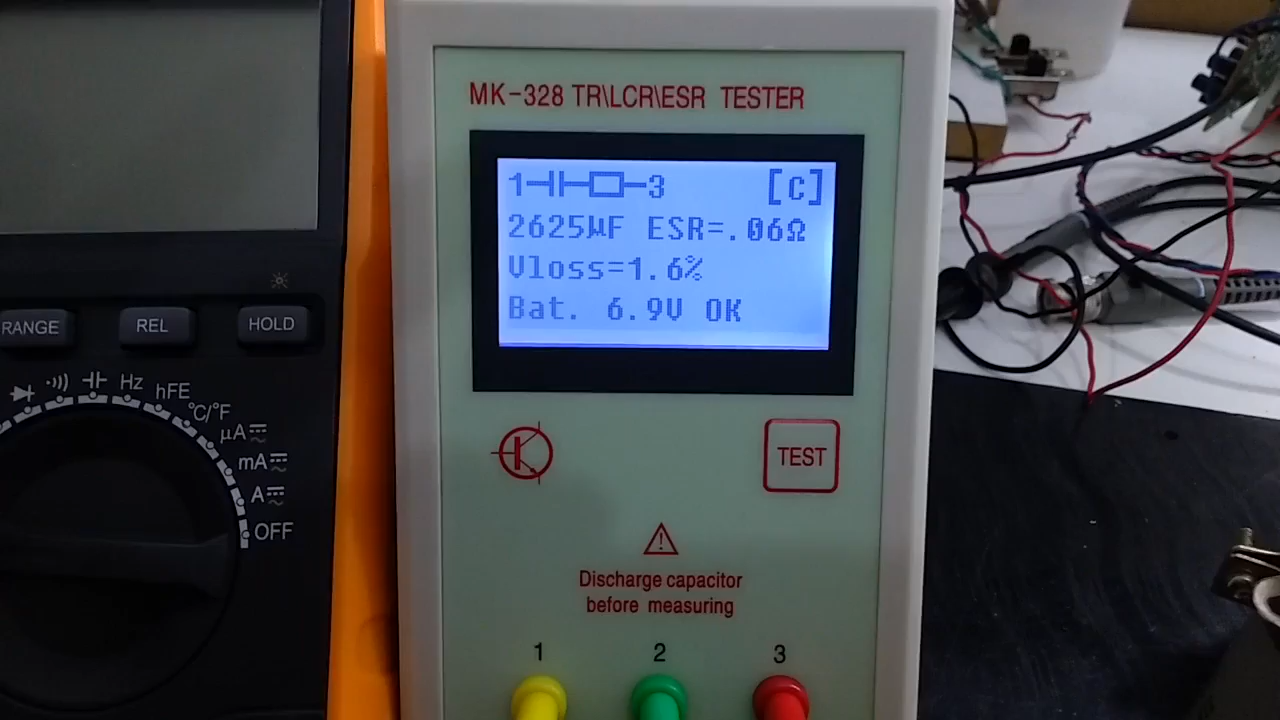 MK-328 TR\LCR\ESR TESTER
1 3 [C]
2625µF ESR=.06Ω
Vloss=1.6%
Bat. 6.9V OK
TEST
Discharge capacitor
before measuring
1 2 3
RANGE REL HOLD
Hz
hFE
°C/°F
µA
mA
A
OFF